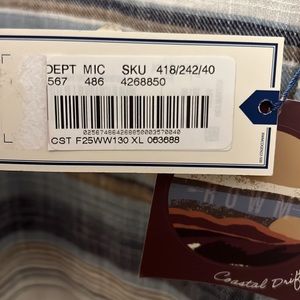 DEPT MIC SKU 418/242/40
567 486 4268850
CST F25WW130 XL 063688
Coastal Drift